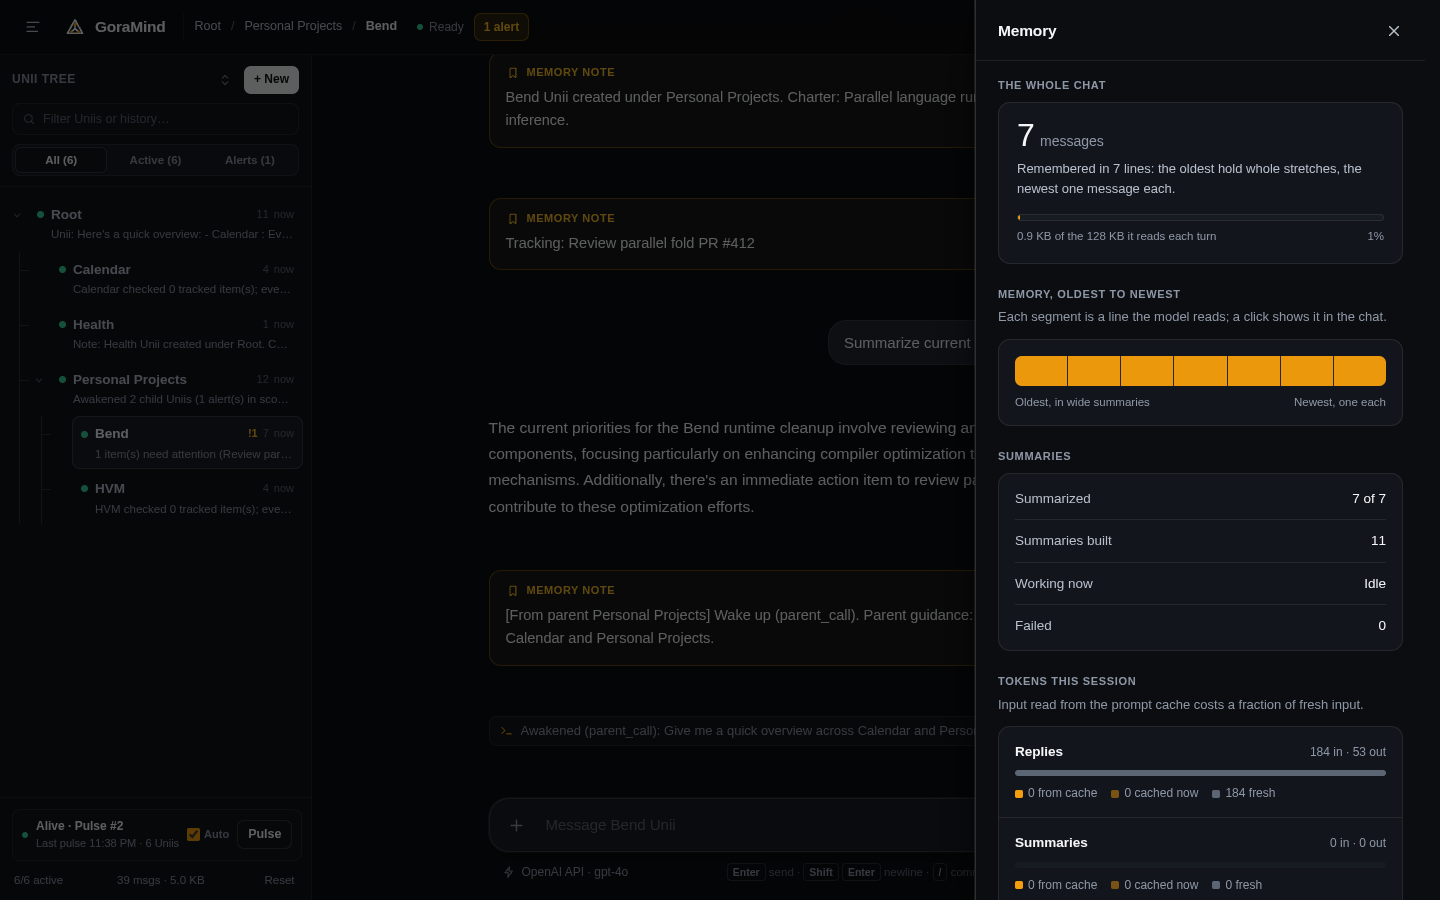 GoraMind
Root / Personal Projects / Bend
Ready
1 alert
UNII TREE
+ New
Filter Uniis or history…
All (6)
Active (6)
Alerts (1)
Root 11 now
Unii: Here's a quick overview: - Calendar : Ev…
Calendar 4 now
Calendar checked 0 tracked item(s); eve…
Health 1 now
Note: Health Unii created under Root. C…
Personal Projects 12 now
Awakened 2 child Uniis (1 alert(s) in sco…
Bend !1 7 now
1 item(s) need attention (Review par…
HVM 4 now
HVM checked 0 tracked item(s); eve…
Alive · Pulse #2
Last pulse 11:38 PM · 6 Uniis
Auto
Pulse
6/6 active
39 msgs · 5.0 KB
Reset
MEMORY NOTE
Bend Unii created under Personal Projects. Charter: Parallel language
inference.
MEMORY NOTE
Tracking: Review parallel fold PR #412
Summarize current
The current priorities for the Bend runtime cleanup involve reviewing
components, focusing particularly on enhancing compiler optimization
mechanisms. Additionally, there's an immediate action item to review
contribute to these optimization efforts.
MEMORY NOTE
[From parent Personal Projects] Wake up (parent_call). Parent guidance:
Calendar and Personal Projects.
Awakened (parent_call): Give me a quick overview across Calendar and
Message Bend Unii
OpenAI API · gpt-4o
Enter send · Shift Enter newline · /
Memory
THE WHOLE CHAT
7 messages
Remembered in 7 lines: the oldest hold whole stretches, the
newest one message each.
0.9 KB of the 128 KB it reads each turn
1%
MEMORY, OLDEST TO NEWEST
Each segment is a line the model reads; a click shows it in the chat.
Oldest, in wide summaries
Newest, one each
SUMMARIES
Summarized 7 of 7
Summaries built 11
Working now Idle
Failed 0
TOKENS THIS SESSION
Input read from the prompt cache costs a fraction of fresh input.
Replies 184 in · 53 out
0 from cache 0 cached now 184 fresh
Summaries 0 in · 0 out
0 from cache 0 cached now 0 fresh